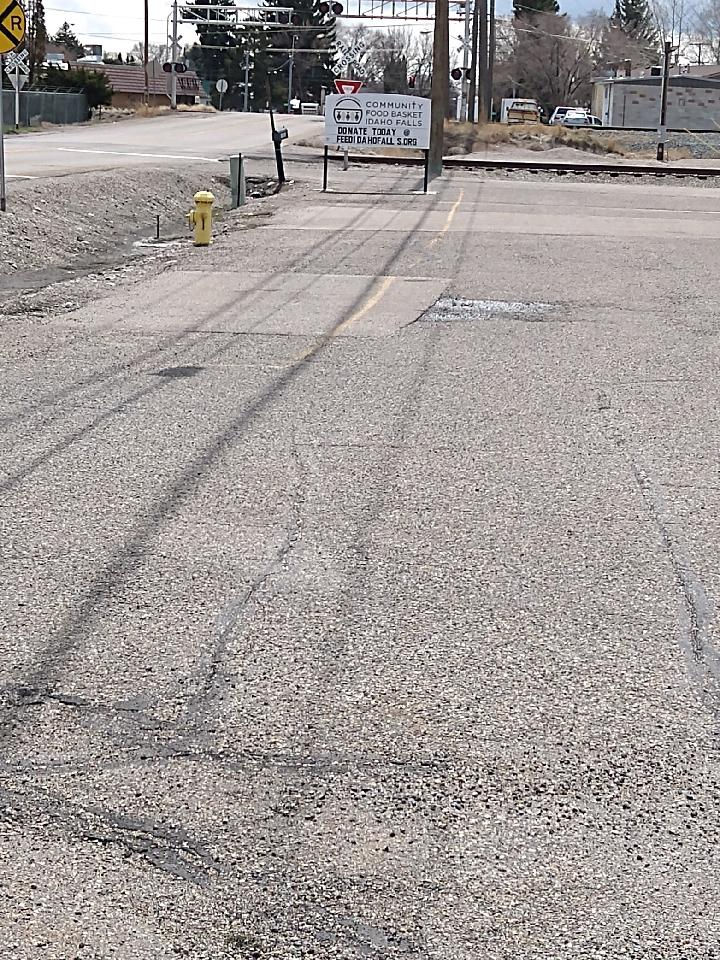 R
COMMUNITY
FOOD BASKET
IDAHO FALLS
DONATE TODAY @
FEEDIDAHOFALLS.ORG